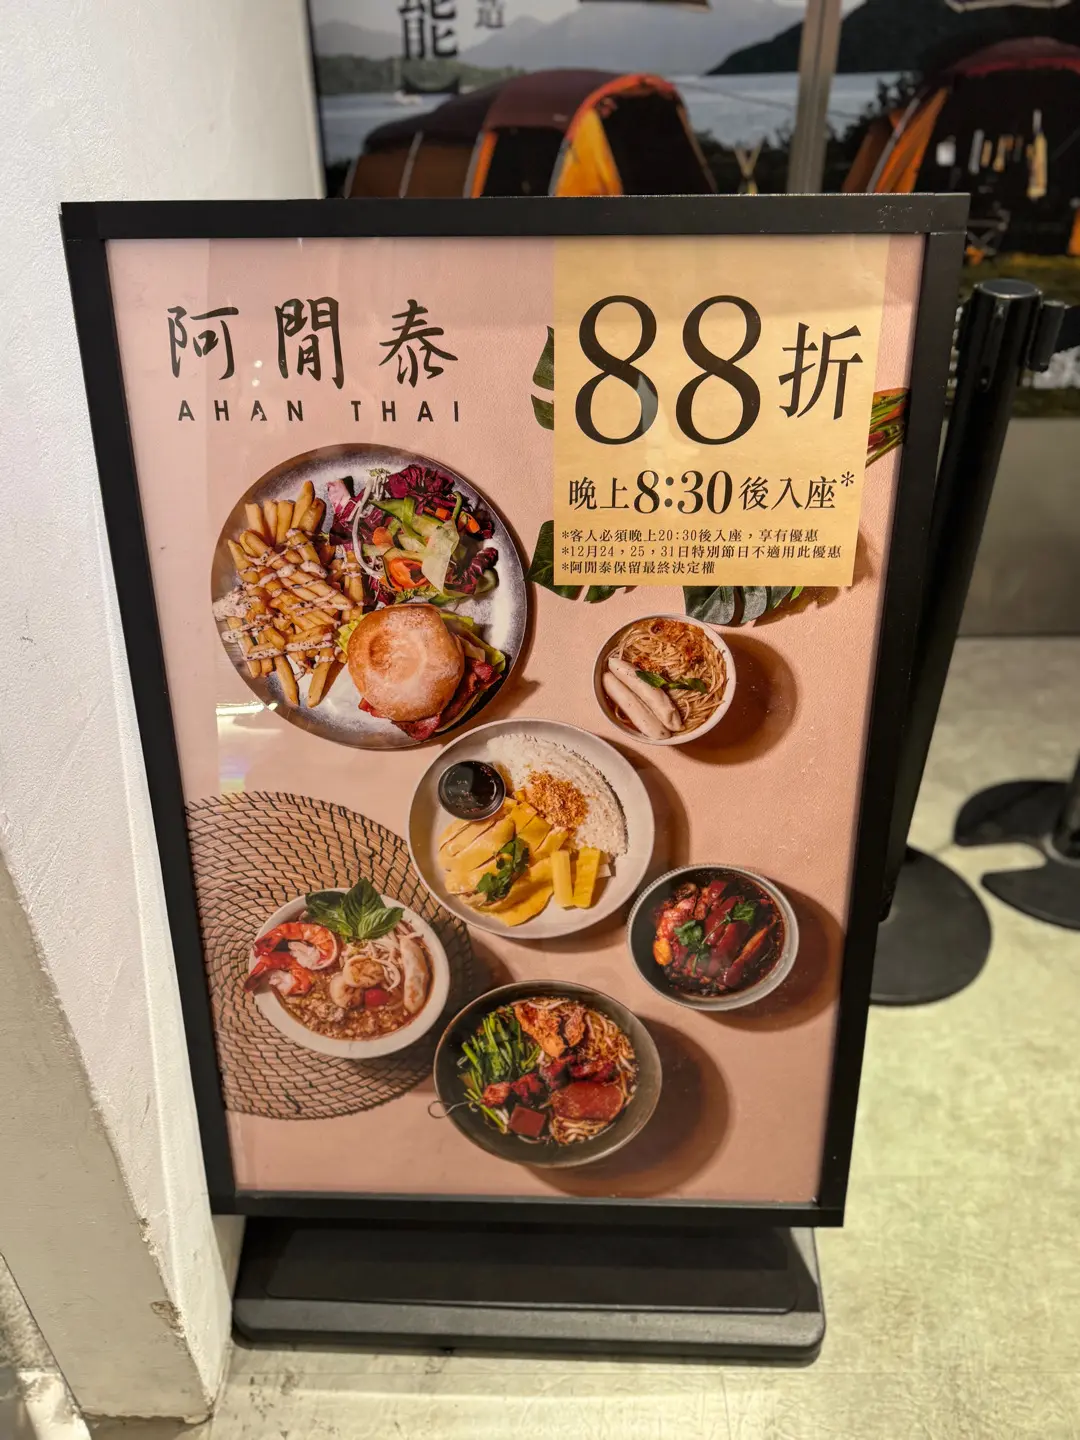 能
造
阿閒泰
AHAN THAI
88折
晚上8:30後入座*
*客人必須晚上20:30後入座，享有優惠
*12月24，25，31日特別節日不適用此優惠
*阿閒泰保留最終決定權